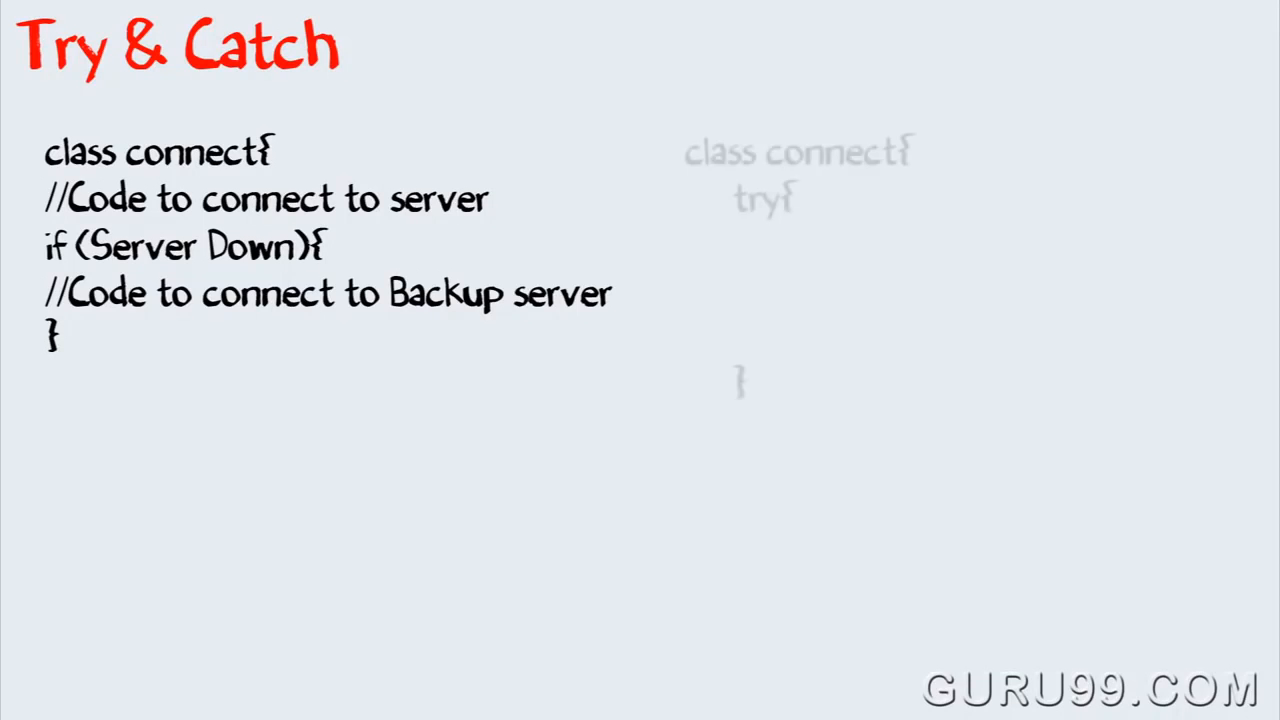 Try & Catch
class connect{
//Code to connect to server
if (Server Down){
//Code to connect to Backup server
}
class connect{
try{
}
GURU99.COM